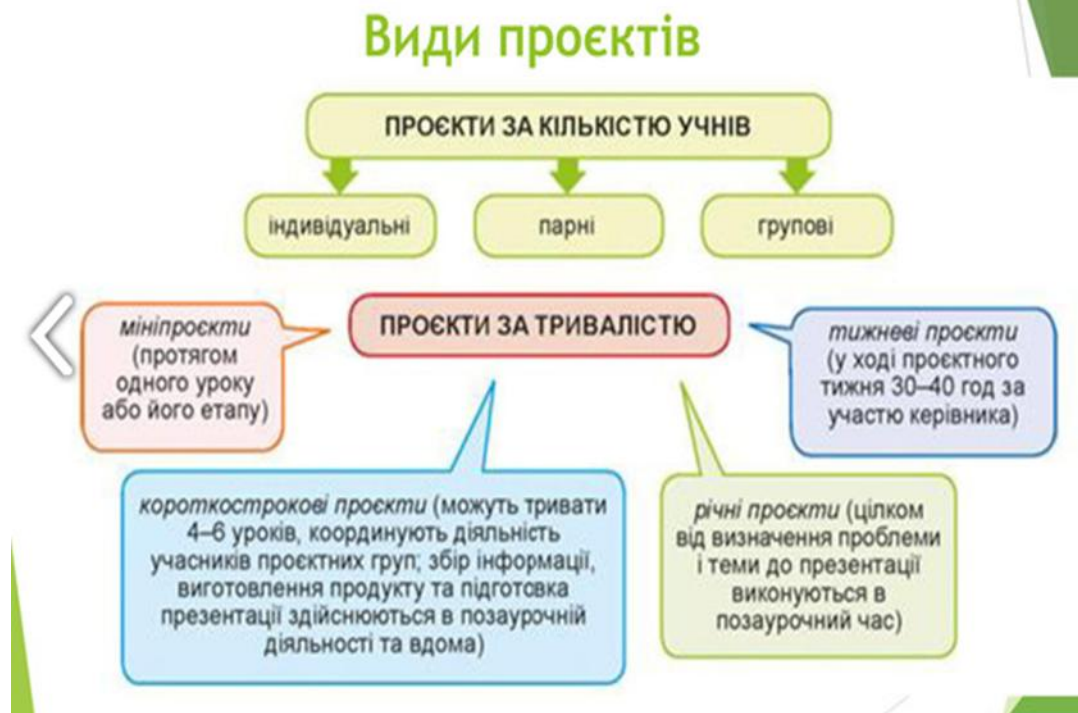 Види проєктів
ПРОЄКТИ ЗА КІЛЬКІСТЮ УЧНІВ
індивідуальні
парні
групові
ПРОЄКТИ ЗА ТРИВАЛІСТЮ
мініпроєкти
(протягом
одного уроку
або його етапу)
тижневі проєкти
(у ході проєктного
тижня 30–40 год за
участю керівника)
короткострокові проєкти (можуть тривати
4–6 уроків, координують діяльність
учасників проєктних груп; збір інформації,
виготовлення продукту та підготовка
презентації здійснюються в позаурочній
діяльності та вдома)
річні проєкти (цілком
від визначення проблеми
і теми до презентації
виконуються в
позаурочний час)